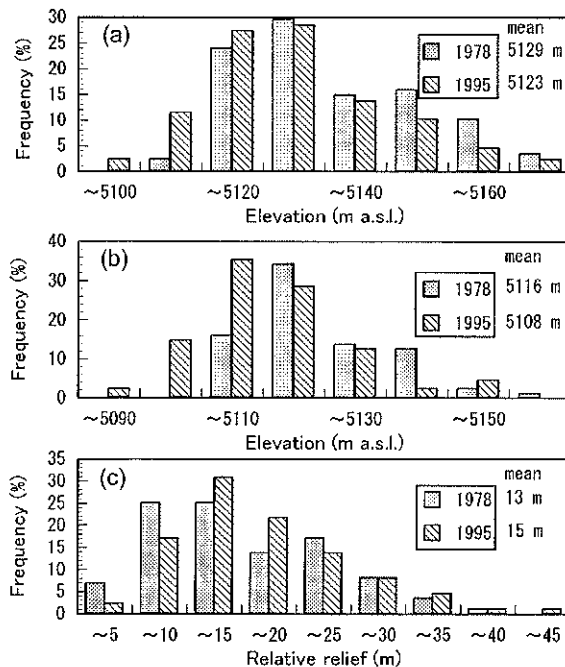 (a)
mean
1978 5129 m
1995 5123 m
Frequency (%)
30
25
20
15
10
5
0
~5100 ~5120 ~5140 ~5160
Elevation (m a.s.l.)
(b)
mean
1978 5116 m
1995 5108 m
Frequency (%)
40
30
20
10
0
~5090 ~5110 ~5130 ~5150
Elevation (m a.s.l.)
(c)
mean
1978 13 m
1995 15 m
Frequency (%)
35
30
25
20
15
10
5
0
~5 ~10 ~15 ~20 ~25 ~30 ~35 ~40 ~45
Relative relief (m)